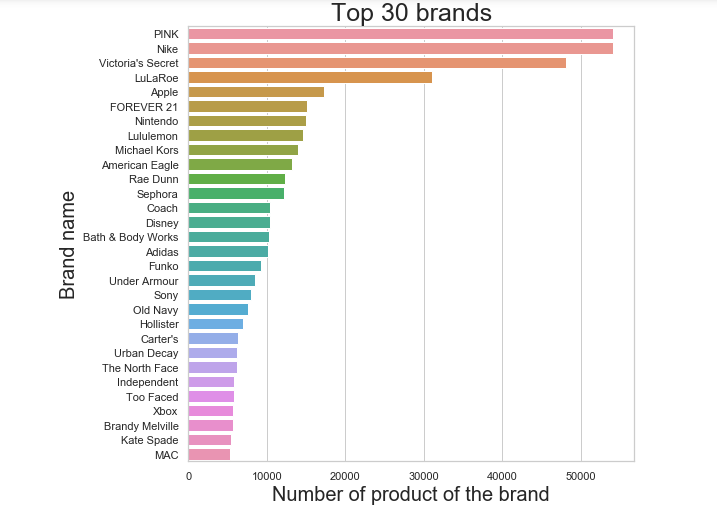 Top 30 brands
Brand name
PINK
Nike
Victoria's Secret
LuLaRoe
Apple
FOREVER 21
Nintendo
Lululemon
Michael Kors
American Eagle
Rae Dunn
Sephora
Coach
Disney
Bath & Body Works
Adidas
Funko
Under Armour
Sony
Old Navy
Hollister
Carter's
Urban Decay
The North Face
Independent
Too Faced
Xbox
Brandy Melville
Kate Spade
MAC
0 10000 20000 30000 40000 50000
Number of product of the brand